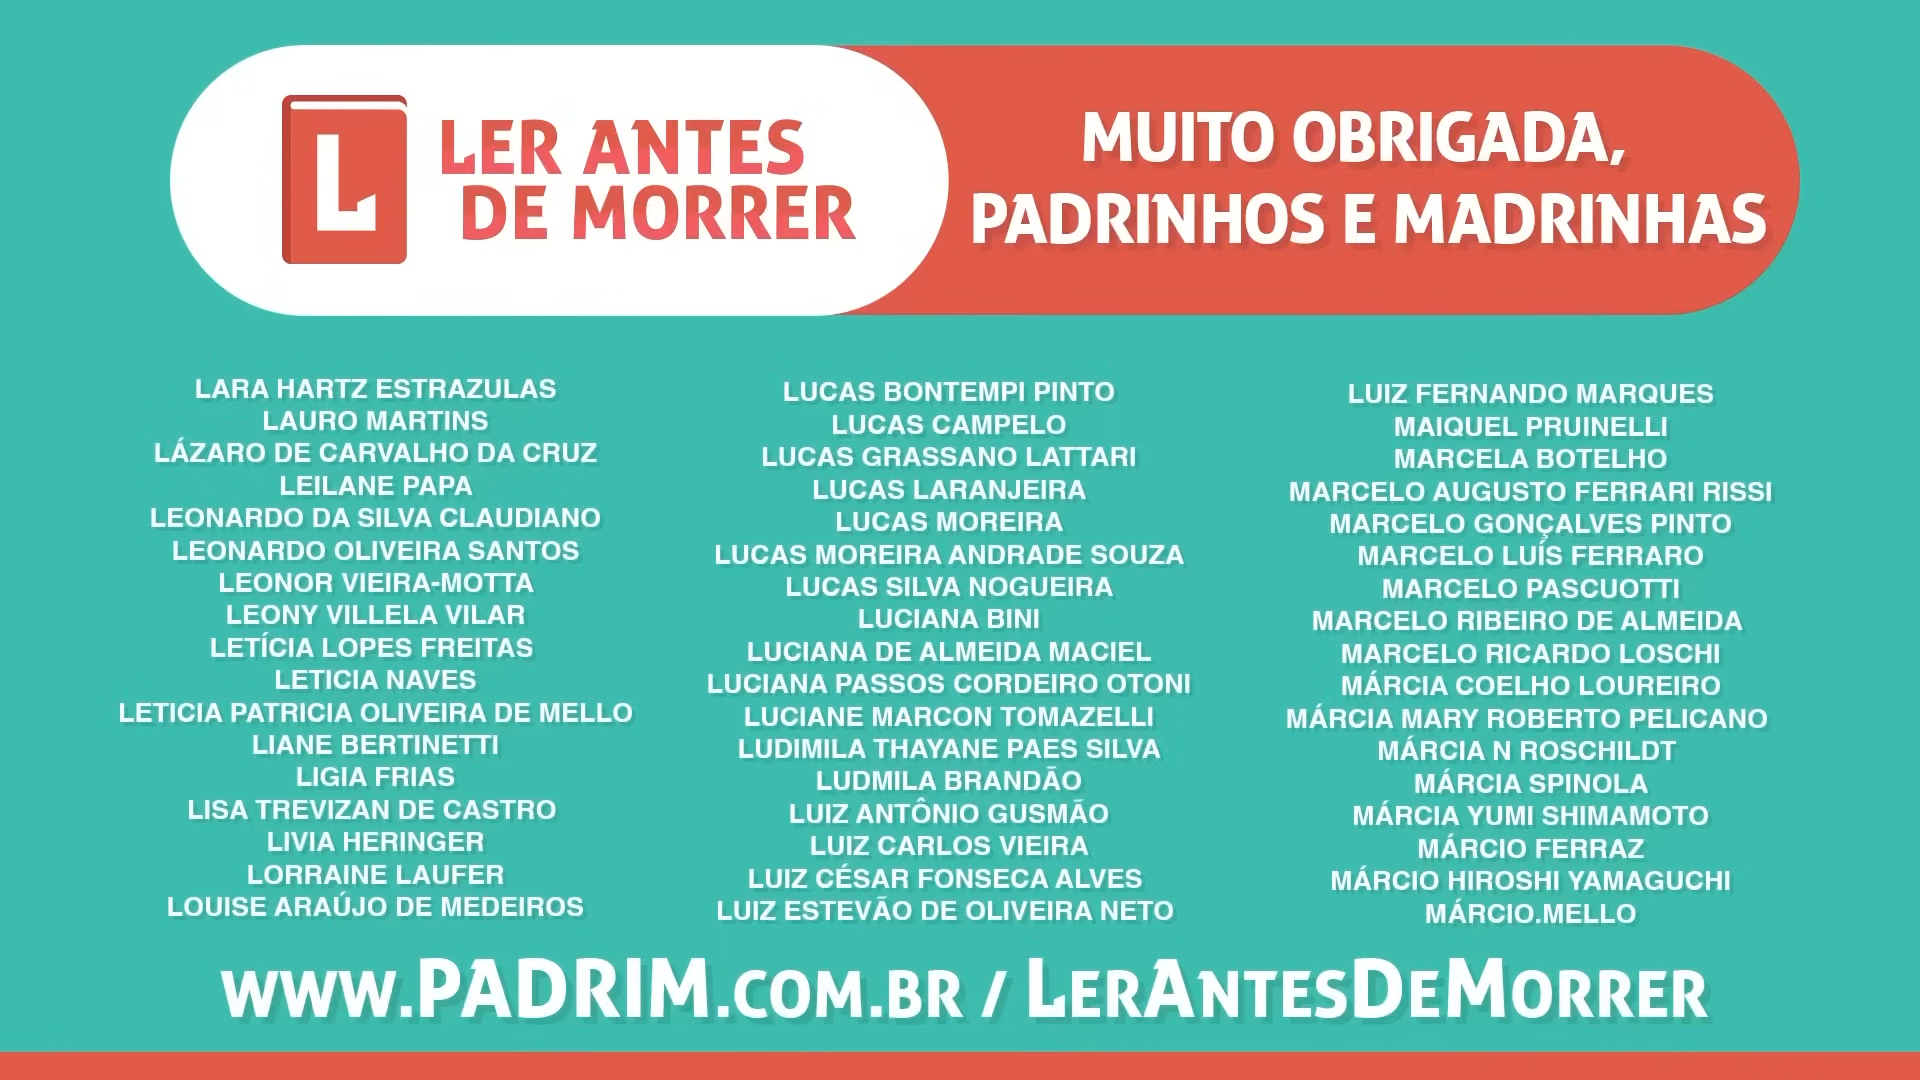 L
LER ANTES
DE MORRER
MUITO OBRIGADA,
PADRINHOS E MADRINHAS
LARA HARTZ ESTRAZULAS
LAURO MARTINS
LÁZARO DE CARVALHO DA CRUZ
LEILANE PAPA
LEONARDO DA SILVA CLAUDIANO
LEONARDO OLIVEIRA SANTOS
LEONOR VIEIRA-MOTTA
LEONY VILLELA VILAR
LETÍCIA LOPES FREITAS
LETICIA NAVES
LETICIA PATRICIA OLIVEIRA DE MELLO
LIANE BERTINETTI
LIGIA FRIAS
LISA TREVIZAN DE CASTRO
LIVIA HERINGER
LORRAINE LAUFER
LOUISE ARAÚJO DE MEDEIROS
LUCAS BONTEMPI PINTO
LUCAS CAMPELO
LUCAS GRASSANO LATTARI
LUCAS LARANJEIRA
LUCAS MOREIRA
LUCAS MOREIRA ANDRADE SOUZA
LUCAS SILVA NOGUEIRA
LUCIANA BINI
LUCIANA DE ALMEIDA MACIEL
LUCIANA PASSOS CORDEIRO OTONI
LUCIANE MARCON TOMAZELLI
LUDIMILA THAYANE PAES SILVA
LUDMILA BRANDÃO
LUIZ ANTÔNIO GUSMÃO
LUIZ CARLOS VIEIRA
LUIZ CÉSAR FONSECA ALVES
LUIZ ESTEVÃO DE OLIVEIRA NETO
LUIZ FERNANDO MARQUES
MAIQUEL PRUINELLI
MARCELA BOTELHO
MARCELO AUGUSTO FERRARI RISSI
MARCELO GONÇALVES PINTO
MARCELO LUÍS FERRARO
MARCELO PASCUOTTI
MARCELO RIBEIRO DE ALMEIDA
MARCELO RICARDO LOSCHI
MÁRCIA COELHO LOUREIRO
MÁRCIA MARY ROBERTO PELICANO
MÁRCIA N ROSCHILDT
MÁRCIA SPINOLA
MÁRCIA YUMI SHIMAMOTO
MÁRCIO FERRAZ
MÁRCIO HIROSHI YAMAGUCHI
MÁRCIO.MELLO
WWW.PADRIM.COM.BR / LERANTESDEMORRER